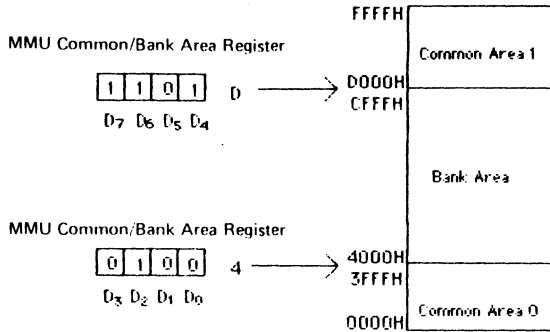 FFFFH
MMU Common/Bank Area Register
Common Area 1
1 1 0 1 D
D000H
CFFFH
D7 D6 D5 D4
Bank Area
MMU Common/Bank Area Register
0 1 0 0 4
4000H
3FFFH
D3 D2 D1 D0
Common Area 0
0000H